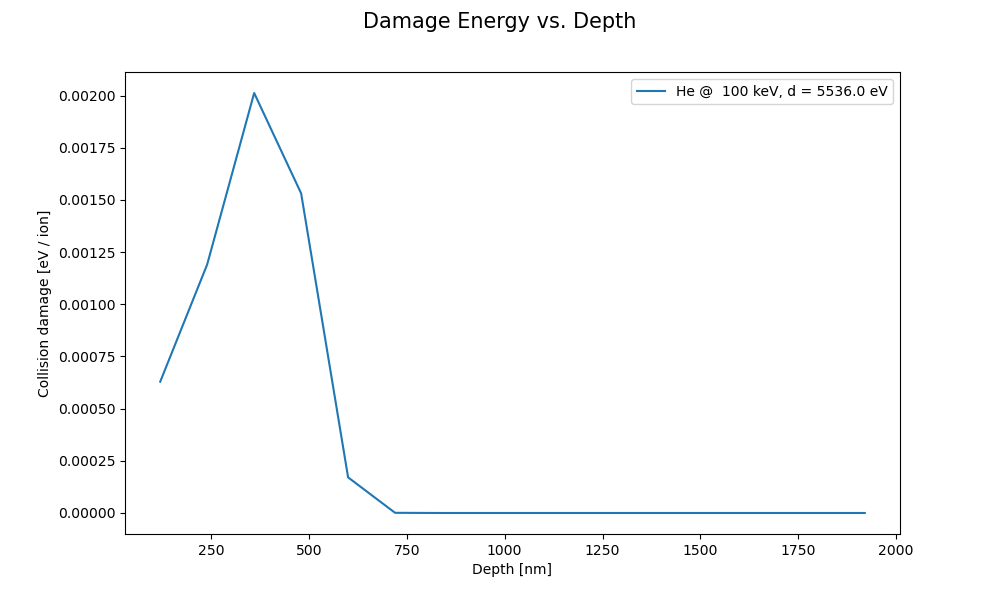 Damage Energy vs. Depth
He @  100 keV, d = 5536.0 eV
Collision damage [eV / ion]
0.00200
0.00175
0.00150
0.00125
0.00100
0.00075
0.00050
0.00025
0.00000
250 500 750 1000 1250 1500 1750 2000
Depth [nm]